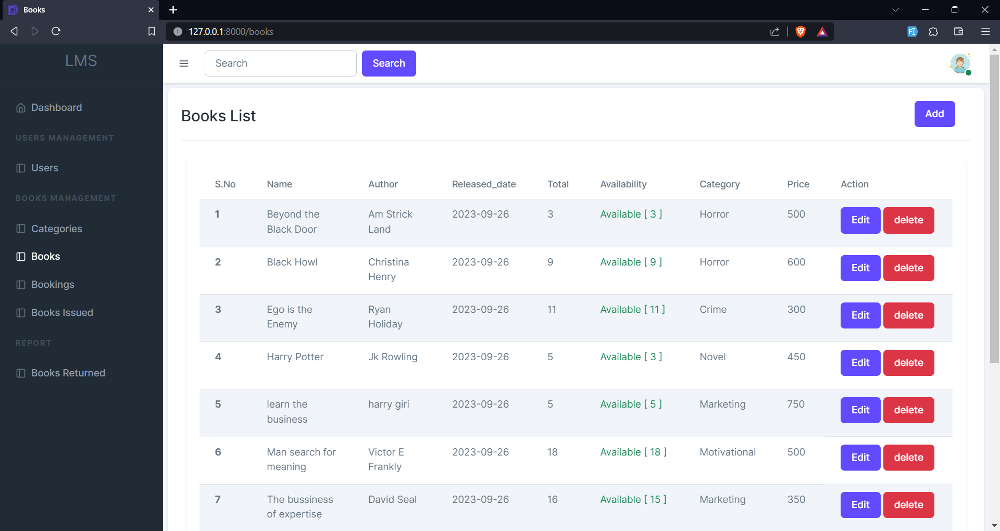 Books
127.0.0.1:8000/books
LMS
Search
Search
Dashboard
USERS MANAGEMENT
Users
BOOKS MANAGEMENT
Categories
Books
Bookings
Books Issued
REPORT
Books Returned
Books List
Add
S.No Name Author Released_date Total Availability Category Price Action
1 Beyond the Am Strick 2023-09-26 3 Available [ 3 ] Horror 500 Edit delete
Black Door Land
2 Black Howl Christina 2023-09-26 9 Available [ 9 ] Horror 600 Edit delete
Henry
3 Ego is the Ryan 2023-09-26 11 Available [ 11 ] Crime 300 Edit delete
Enemy Holiday
4 Harry Potter Jk Rowling 2023-09-26 5 Available [ 3 ] Novel 450 Edit delete
5 learn the harry giri 2023-09-26 5 Available [ 5 ] Marketing 750 Edit delete
business
6 Man search for Victor E 2023-09-26 18 Available [ 18 ] Motivational 500 Edit delete
meaning Frankly
7 The bussiness David Seal 2023-09-26 16 Available [ 15 ] Marketing 350 Edit delete
of expertise